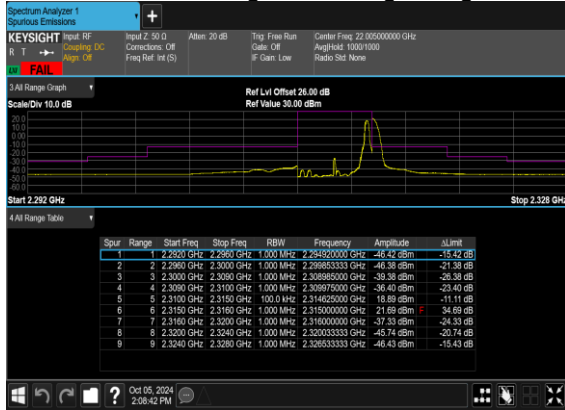 Spectrum Analyzer 1
Spurious Emissions
KEYSIGHT Input: RF Input Z: 50 Ω Atten: 20 dB Trig: Free Run Center Freq: 22.005000000 GHz
R T Coupling: DC Corrections: Off Gate: Off Avg|Hold: 1000/1000
Align: Off Freq Ref: Int (S) IF Gain: Low Radio Std: None
FAIL
3 All Range Graph Ref Lvl Offset 26.00 dB
Scale/Div 10.0 dB Ref Value 30.00 dBm
20.0
10.0
0.00
-10.0
-20.0
-30.0
-40.0
-50.0
-60.0
Start 2.292 GHz Stop 2.328 GHz
4 All Range Table
Spur Range Start Freq Stop Freq RBW Frequency Amplitude ΔLimit
1 1 2.2920 GHz 2.2960 GHz 1.000 MHz 2.294920000 GHz -46.42 dBm -15.42 dB
2 2 2.2960 GHz 2.3000 GHz 1.000 MHz 2.299853333 GHz -46.38 dBm -21.38 dB
3 3 2.3000 GHz 2.3090 GHz 1.000 MHz 2.308985000 GHz -39.38 dBm -26.38 dB
4 4 2.3090 GHz 2.3100 GHz 1.000 MHz 2.309975000 GHz -36.40 dBm -23.40 dB
5 5 2.3100 GHz 2.3150 GHz 100.0 kHz 2.314625000 GHz 18.89 dBm -11.11 dB
6 6 2.3150 GHz 2.3160 GHz 1.000 MHz 2.315000000 GHz 21.69 dBm F 34.69 dB
7 7 2.3160 GHz 2.3200 GHz 1.000 MHz 2.316000000 GHz -37.33 dBm -24.33 dB
8 8 2.3200 GHz 2.3240 GHz 1.000 MHz 2.320033333 GHz -45.74 dBm -20.74 dB
9 9 2.3240 GHz 2.3280 GHz 1.000 MHz 2.326533333 GHz -46.43 dBm -15.43 dB
Oct 05, 2024
2:08:42 PM